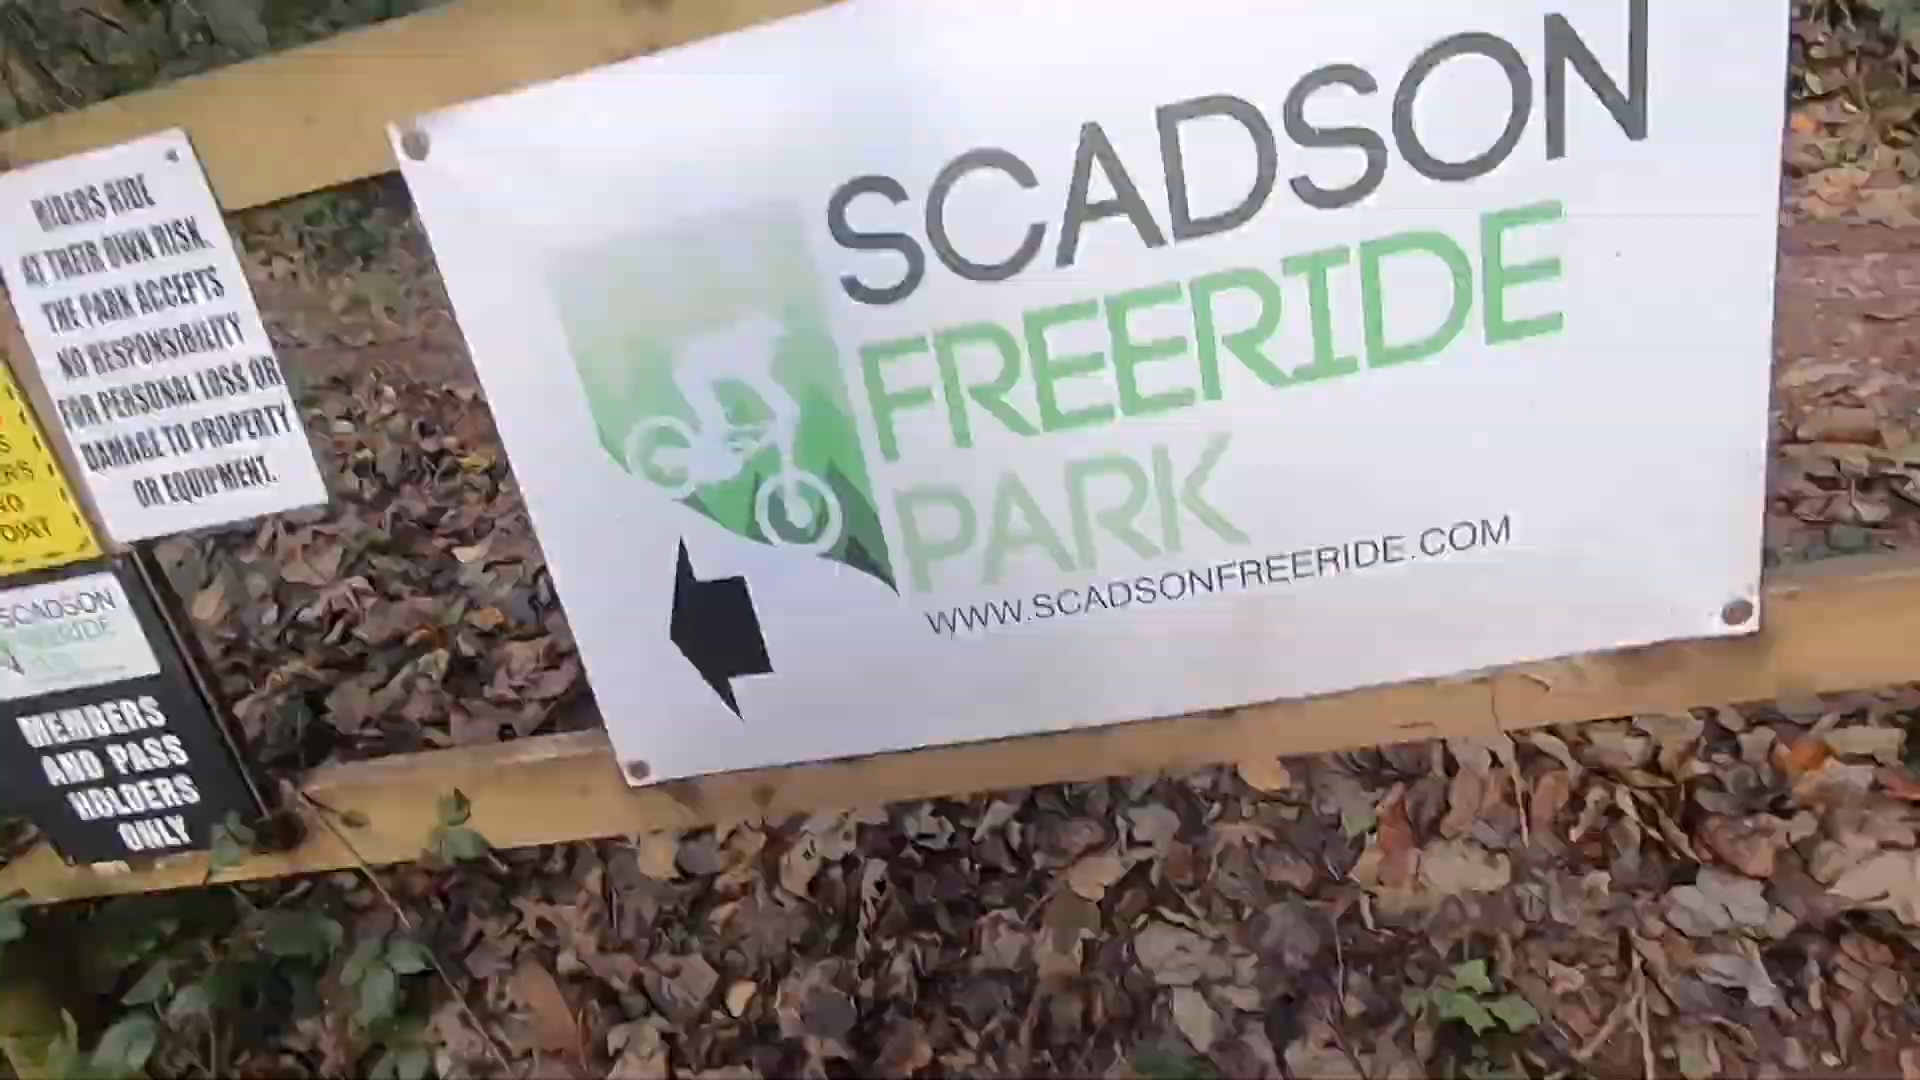 RIDERS RIDE
AT THEIR OWN RISK.
THE PARK ACCEPTS
NO RESPONSIBILITY
FOR PERSONAL LOSS OR
DAMAGE TO PROPERTY
OR EQUIPMENT.
SCADSON
FREERIDE
PARK
WWW.SCADSONFREERIDE.COM
SCADSON
FREERIDE
MEMBERS
AND PASS
HOLDERS
ONLY